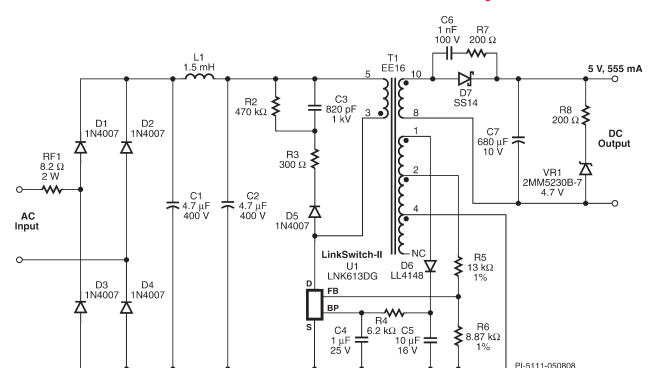 C6
1 nF
100 V
R7
200 Ω
L1
1.5 mH
T1
EE16
5
10
5 V, 555 mA
D7
SS14
R2
470 kΩ
C3
820 pF
1 kV
3
8
R8
200 Ω
D1
1N4007
D2
1N4007
C7
680 µF
10 V
DC
Output
1
R3
300 Ω
RF1
8.2 Ω
2 W
2
VR1
2MM5230B-7
4.7 V
C1
4.7 µF
400 V
C2
4.7 µF
400 V
D5
1N4007
4
AC
Input
NC
LinkSwitch-II
U1
LNK613DG
D6
LL4148
R5
13 kΩ
1%
D3
1N4007
D4
1N4007
D
FB
BP
S
R4
6.2 kΩ
C4
1 µF
25 V
C5
10 µF
16 V
R6
8.87 kΩ
1%
PI-5111-050808